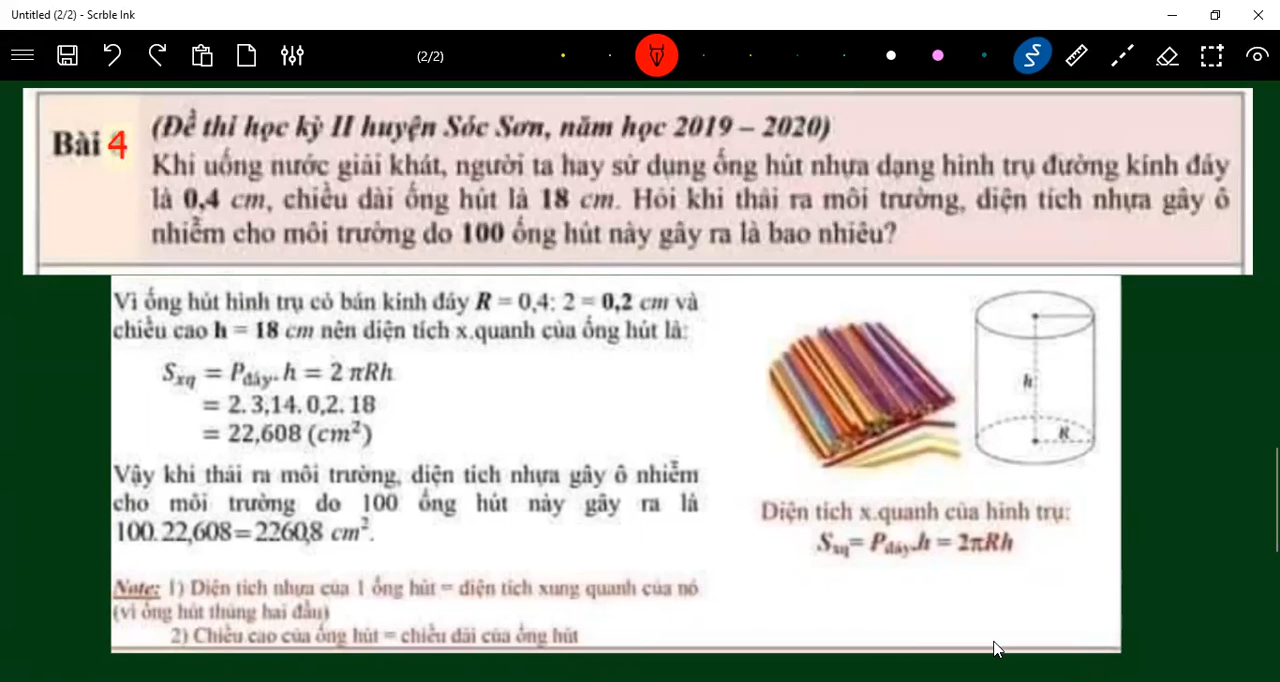 Untitled (2/2) - Scrble Ink
(2/2)
Bài 4
(Đề thi học kỳ II huyện Sóc Sơn, năm học 2019 – 2020)
Khi uống nước giải khát, người ta hay sử dụng ống hút nhựa dạng hình trụ đường kính đáy
là 0,4 cm, chiều dài ống hút là 18 cm. Hỏi khi thải ra môi trường, diện tích nhựa gây ô
nhiễm cho môi trường do 100 ống hút này gây ra là bao nhiêu?
Vì ống hút hình trụ có bán kính đáy R = 0,4: 2 = 0,2 cm và
chiều cao h = 18 cm nên diện tích x.quanh của ống hút là:
Sxq = Pđáy. h = 2 πRh
= 2. 3,14. 0,2. 18
= 22,608 (cm²)
Vậy khi thải ra môi trường, diện tích nhựa gây ô nhiễm
cho môi trường do 100 ống hút này gây ra là
100. 22,608 = 2260,8 cm².
Note: 1) Diện tích nhựa của 1 ống hút = diện tích xung quanh của nó
(vì ống hút thủng hai đầu)
2) Chiều cao của ống hút = chiều dài của ống hút
h
R
Diện tích x.quanh của hình trụ:
Sxq= Pđáy.h = 2πRh